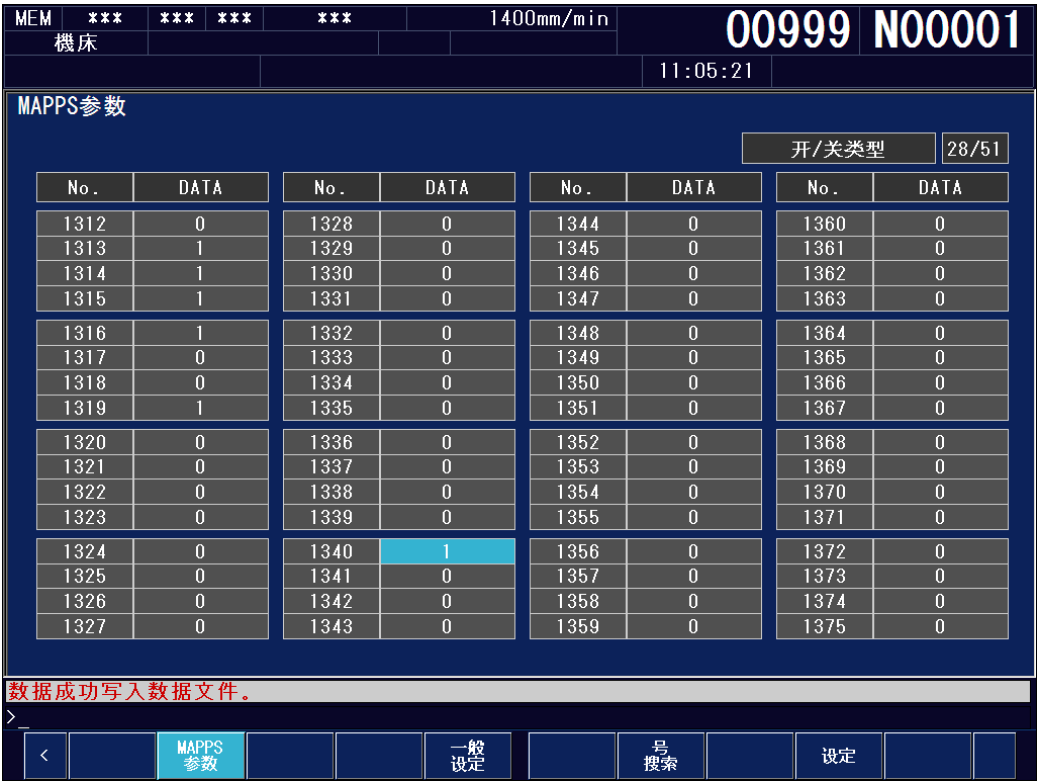 MEM *** *** *** *** 1400mm/min O0999 N00001
機床
11:05:21
MAPPS参数
开/关类型 28/51
No. DATA No. DATA No. DATA No. DATA
1312 0 1328 0 1344 0 1360 0
1313 1 1329 0 1345 0 1361 0
1314 1 1330 0 1346 0 1362 0
1315 1 1331 0 1347 0 1363 0
1316 1 1332 0 1348 0 1364 0
1317 0 1333 0 1349 0 1365 0
1318 0 1334 0 1350 0 1366 0
1319 1 1335 0 1351 0 1367 0
1320 0 1336 0 1352 0 1368 0
1321 0 1337 0 1353 0 1369 0
1322 0 1338 0 1354 0 1370 0
1323 0 1339 0 1355 0 1371 0
1324 0 1340 1 1356 0 1372 0
1325 0 1341 0 1357 0 1373 0
1326 0 1342 0 1358 0 1374 0
1327 0 1343 0 1359 0 1375 0
数据成功写入数据文件。
>_
< MAPPS参数 一般设定 号搜索 设定